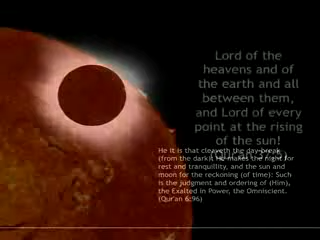 Lord of the
heavens and of
the earth and all
between them,
and Lord of every
point at the rising
of the sun!
He it is that cleaveth the day-break
(from the dark): He makes the night for
rest and tranquillity, and the sun and
moon for the reckoning (of time): Such
is the judgment and ordering of (Him),
the Exalted in Power, the Omniscient.
(Qur'an 6:96)